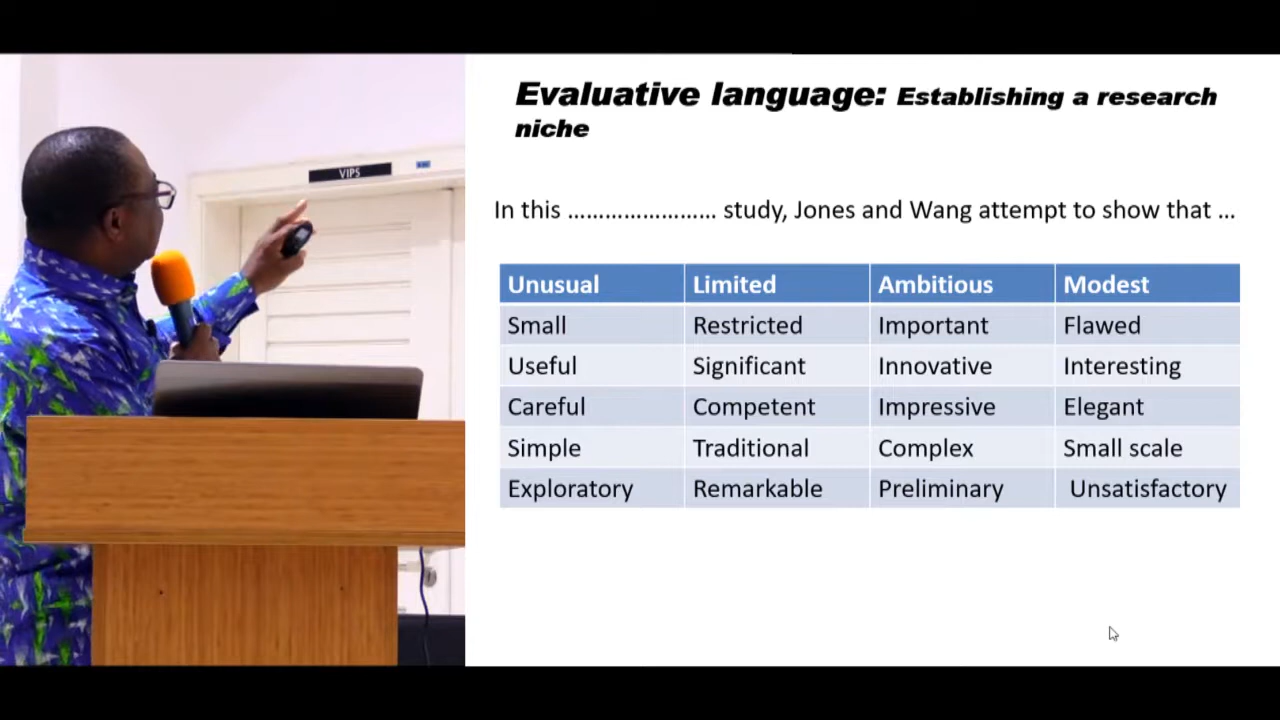 VIPS
Evaluative language: Establishing a research
niche
In this ........................ study, Jones and Wang attempt to show that ...
Unusual Limited Ambitious Modest
Small Restricted Important Flawed
Useful Significant Innovative Interesting
Careful Competent Impressive Elegant
Simple Traditional Complex Small scale
Exploratory Remarkable Preliminary Unsatisfactory